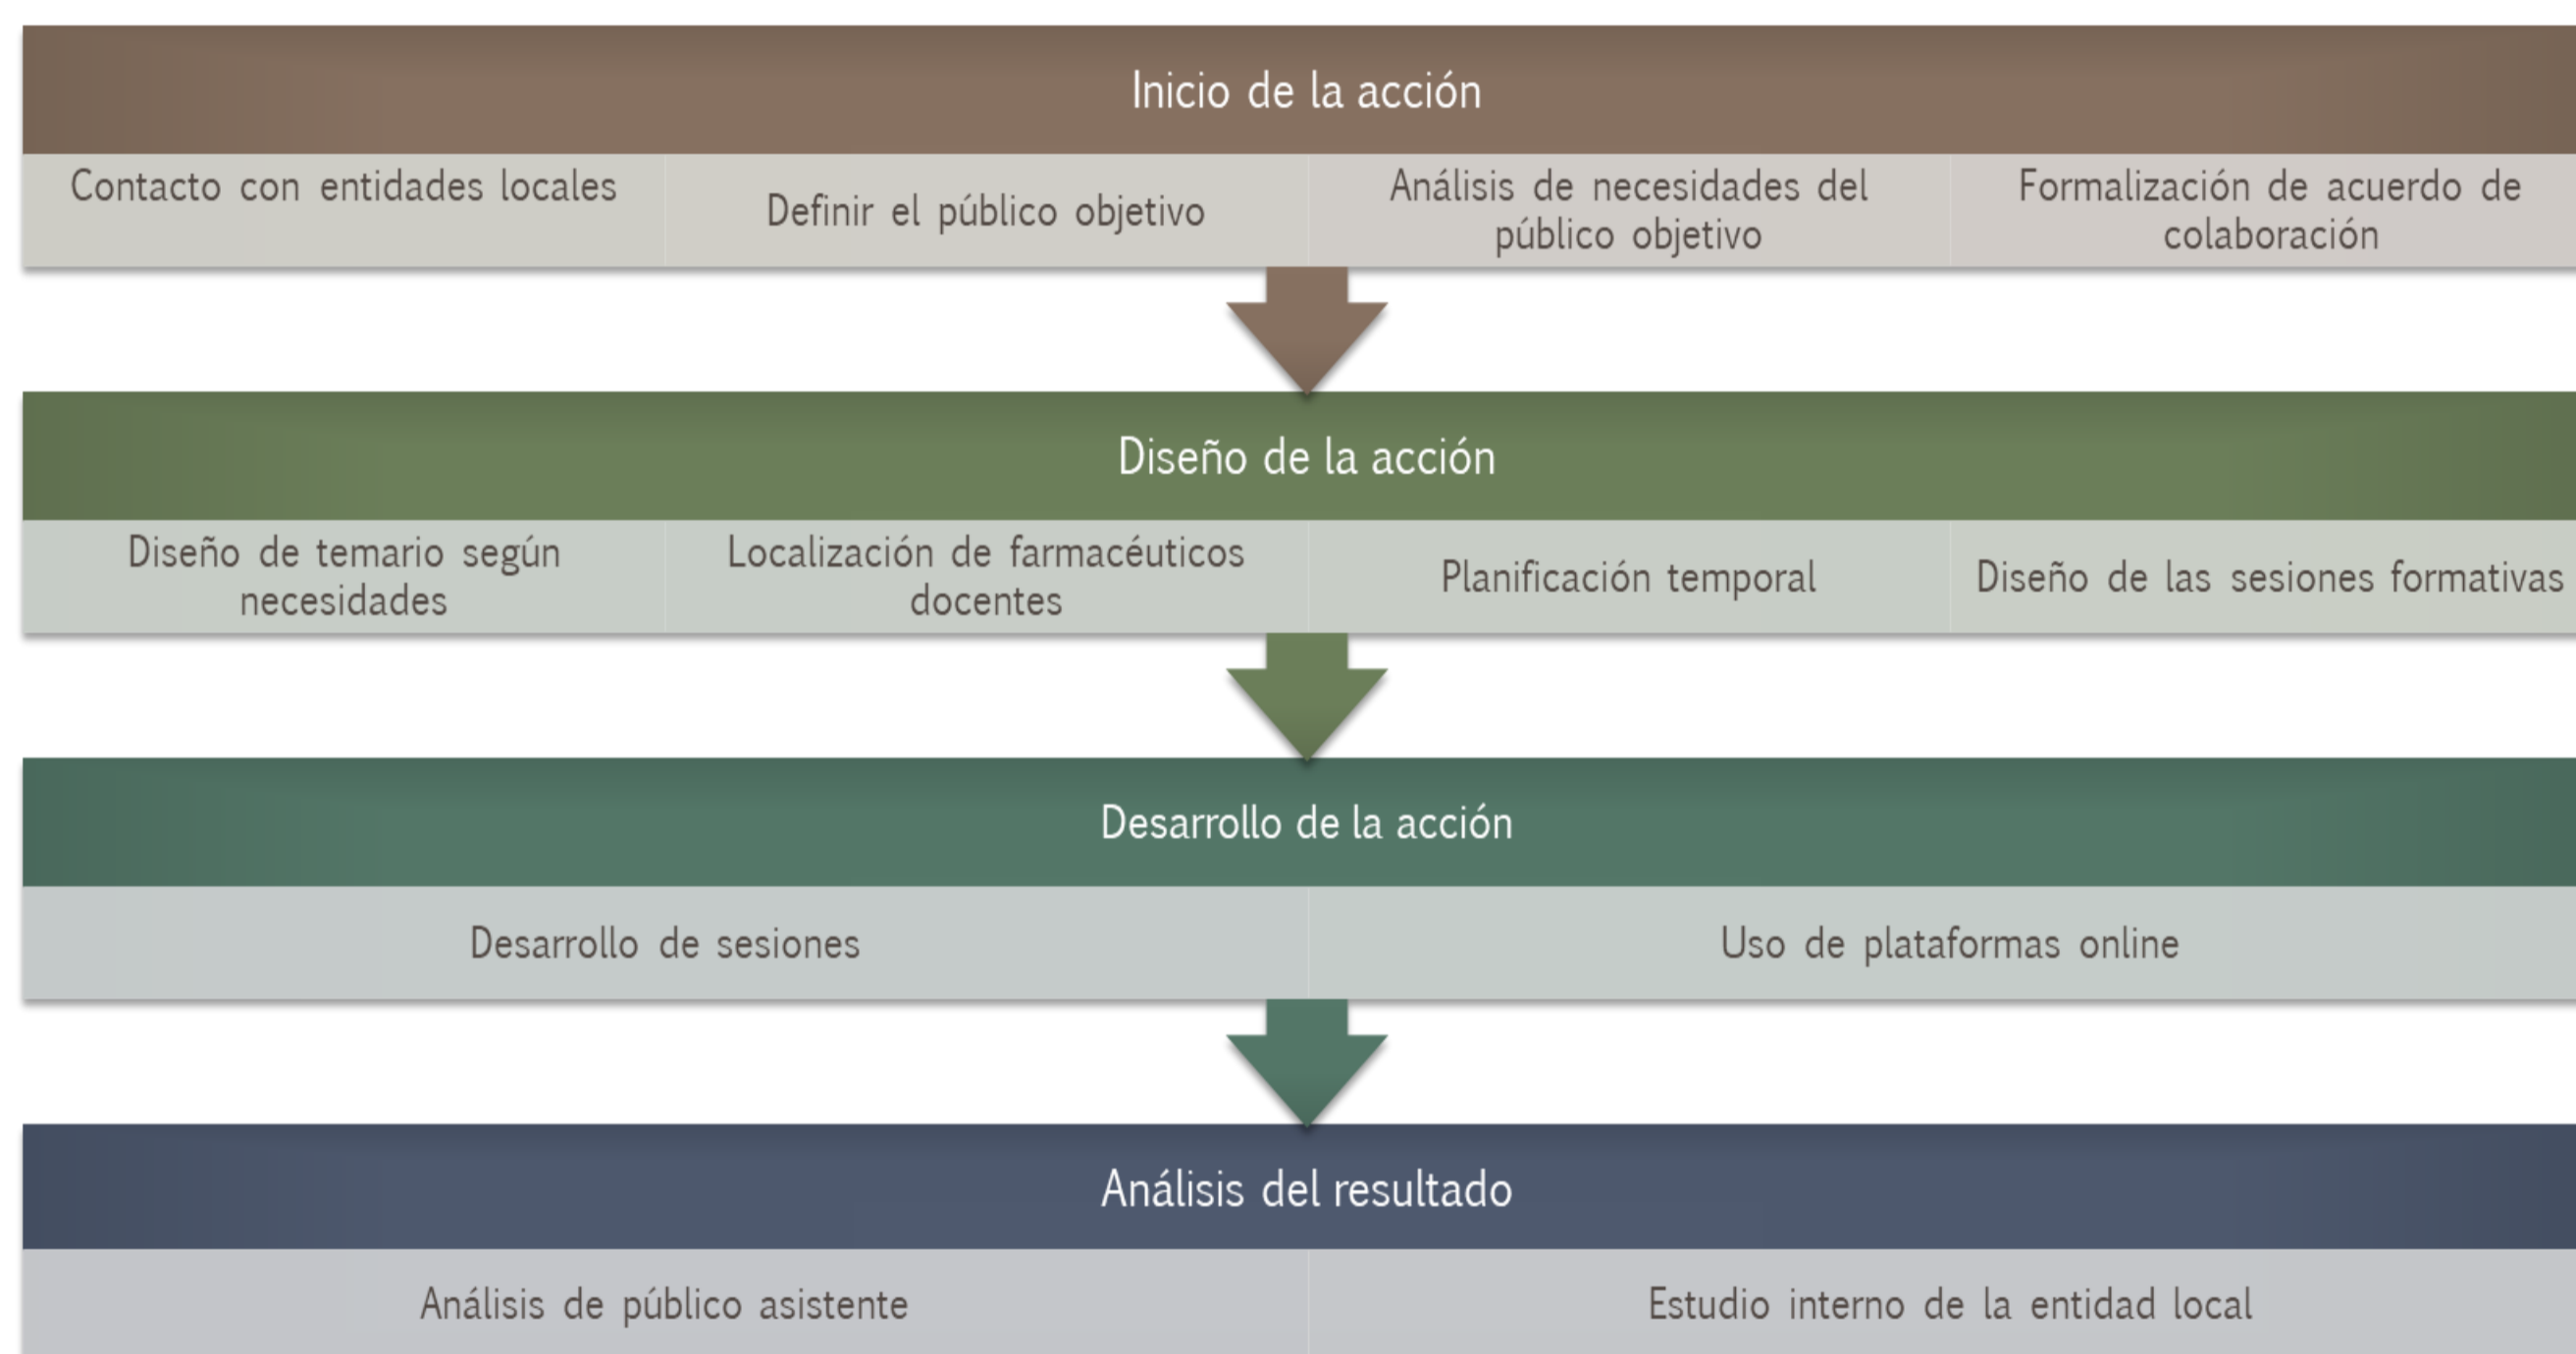 Inicio de la acción
Contacto con entidades locales
Definir el público objetivo
Análisis de necesidades del
público objetivo
Formalización de acuerdo de
colaboración
Diseño de la acción
Diseño de temario según
necesidades
Localización de farmacéuticos
docentes
Planificación temporal
Diseño de las sesiones formativas
Desarrollo de la acción
Desarrollo de sesiones
Uso de plataformas online
Análisis del resultado
Análisis de público asistente
Estudio interno de la entidad local